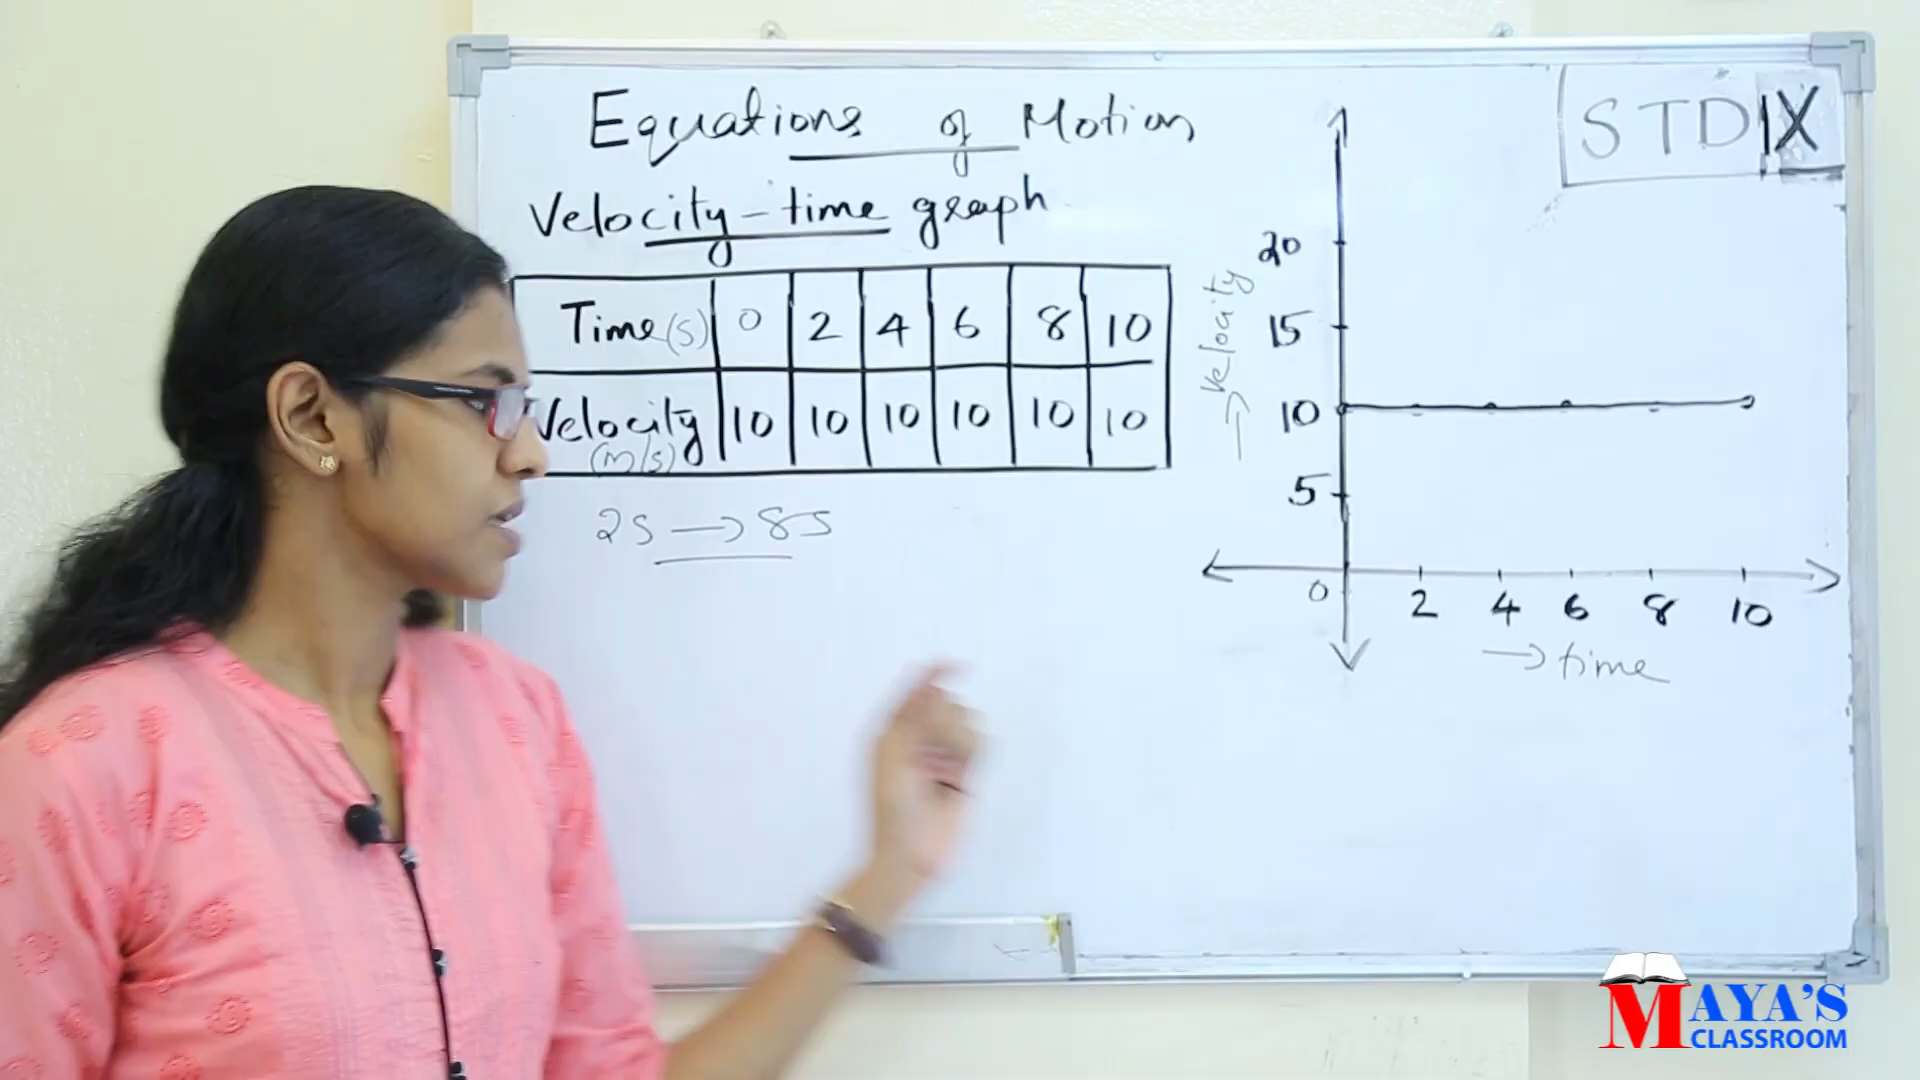 Equations of Motion
STD IX
Velocity-time graph
Time(s) 0 2 4 6 8 10
Velocity (m/s) 10 10 10 10 10 10
2s → 8s
→ Velocity
20
15
10
5
0 2 4 6 8 10
→ time
MAYA'S
CLASSROOM